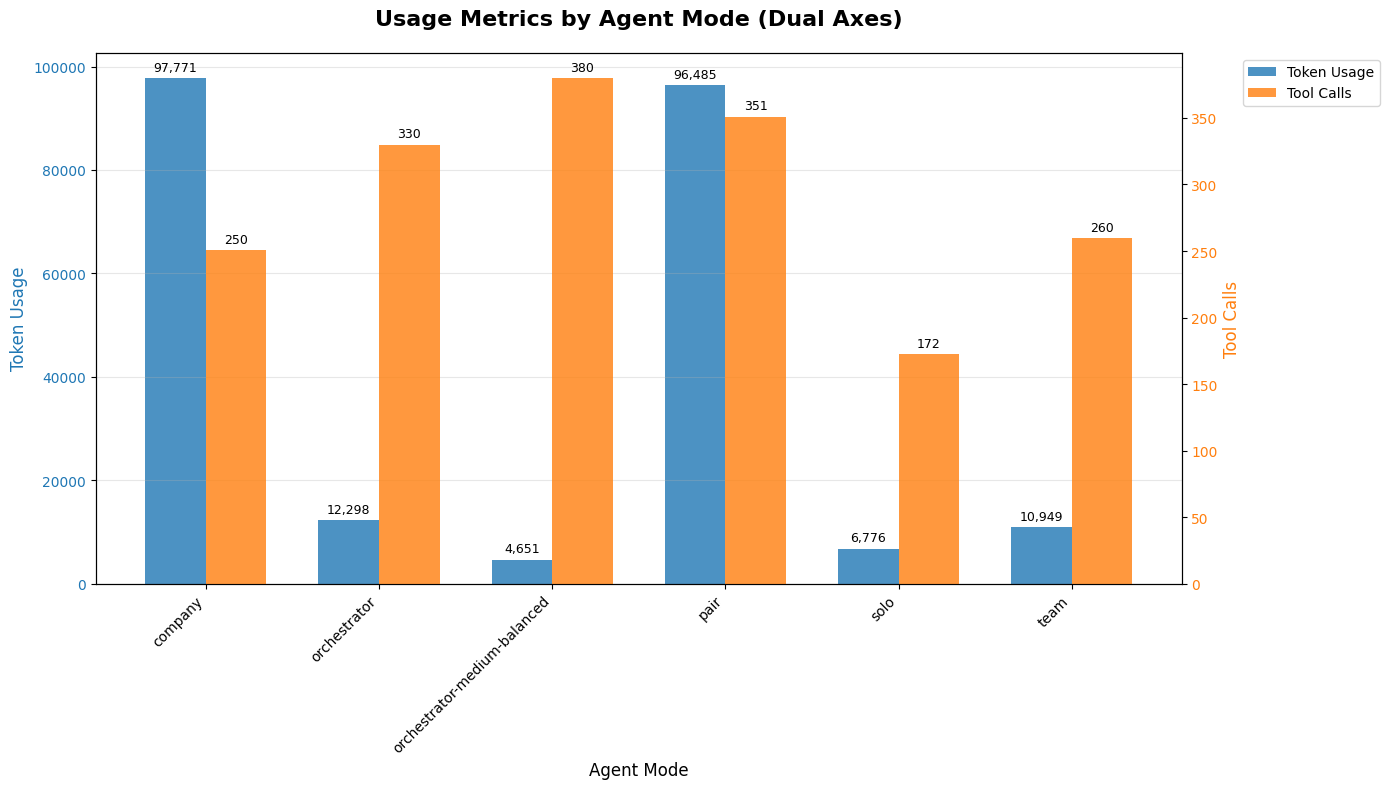 Usage Metrics by Agent Mode (Dual Axes)
Token Usage
100000
80000
60000
40000
20000
0
97,771
250
12,298
330
4,651
380
96,485
351
6,776
172
10,949
260
350
300
250
200
150
100
50
0
Tool Calls
Token Usage
Tool Calls
company
orchestrator
orchestrator-medium-balanced
pair
solo
team
Agent Mode